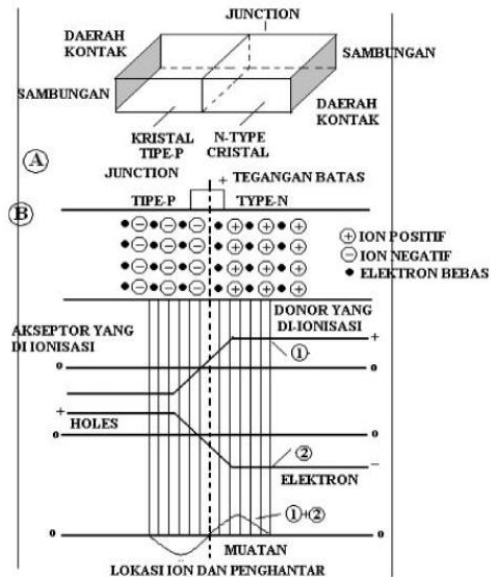 JUNCTION
DAERAH
KONTAK
SAMBUNGAN
SAMBUNGAN
DAERAH
KONTAK
KRISTAL
TIPE-P
N-TYPE
CRISTAL
A
JUNCTION
+ TEGANGAN BATAS
B
TIPE-P
TYPE-N
+ ION POSITIF
− ION NEGATIF
• ELEKTRON BEBAS
DONOR YANG
DI-IONISASI
AKSEPTOR YANG
DI IONISASI
1
+
o
o
+
HOLES
o
o
2
−
ELEKTRON
1+2
o
o
MUATAN
LOKASI ION DAN PENGHANTAR